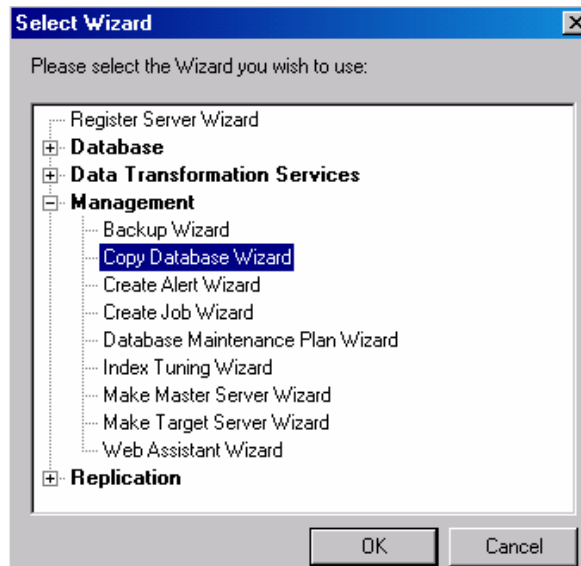 Select Wizard
Please select the Wizard you wish to use:
Register Server Wizard
Database
Data Transformation Services
Management
Backup Wizard
Copy Database Wizard
Create Alert Wizard
Create Job Wizard
Database Maintenance Plan Wizard
Index Tuning Wizard
Make Master Server Wizard
Make Target Server Wizard
Web Assistant Wizard
Replication
OK Cancel